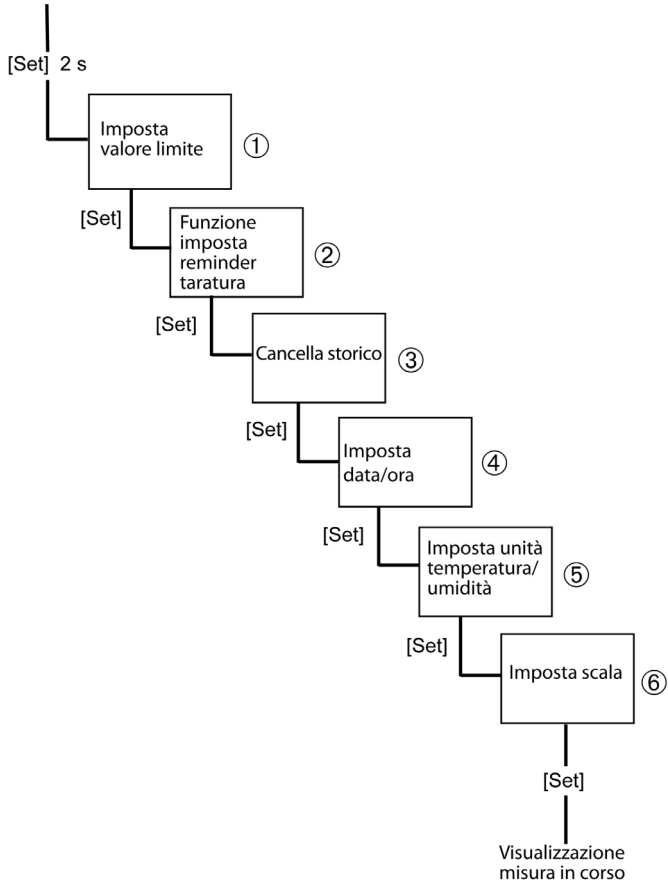 [Set] 2 s
Imposta
valore limite
①
[Set]
Funzione
imposta
reminder
taratura
②
[Set]
Cancella storico
③
[Set]
Imposta
data/ora
④
[Set]
Imposta unità
temperatura/
umidità
⑤
[Set]
Imposta scala
⑥
[Set]
Visualizzazione
misura in corso